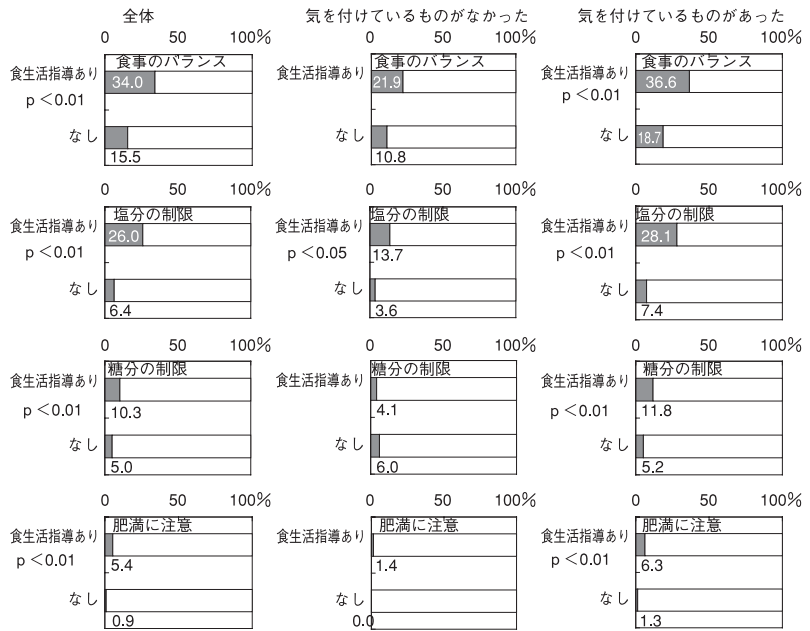 全体 気を付けているものがなかった 気を付けているものがあった
0 50 100% 0 50 100% 0 50 100%
食事のバランス 食事のバランス 食事のバランス
食生活指導あり 34.0 食生活指導あり 21.9 食生活指導あり 36.6
p <0.01 p <0.01
なし なし なし 18.7
15.5 10.8
0 50 100% 0 50 100% 0 50 100%
塩分の制限 塩分の制限 塩分の制限
食生活指導あり 26.0 食生活指導あり 食生活指導あり 28.1
p <0.01 p <0.05 13.7 p <0.01
なし なし なし
6.4 3.6 7.4
0 50 100% 0 50 100% 0 50 100%
糖分の制限 糖分の制限 糖分の制限
食生活指導あり 食生活指導あり 食生活指導あり
p <0.01 10.3 4.1 p <0.01 11.8
なし なし なし
5.0 6.0 5.2
0 50 100% 0 50 100% 0 50 100%
肥満に注意 肥満に注意 肥満に注意
食生活指導あり 食生活指導あり 食生活指導あり
p <0.01 5.4 1.4 p <0.01 6.3
なし なし なし
0.9 0.0 1.3